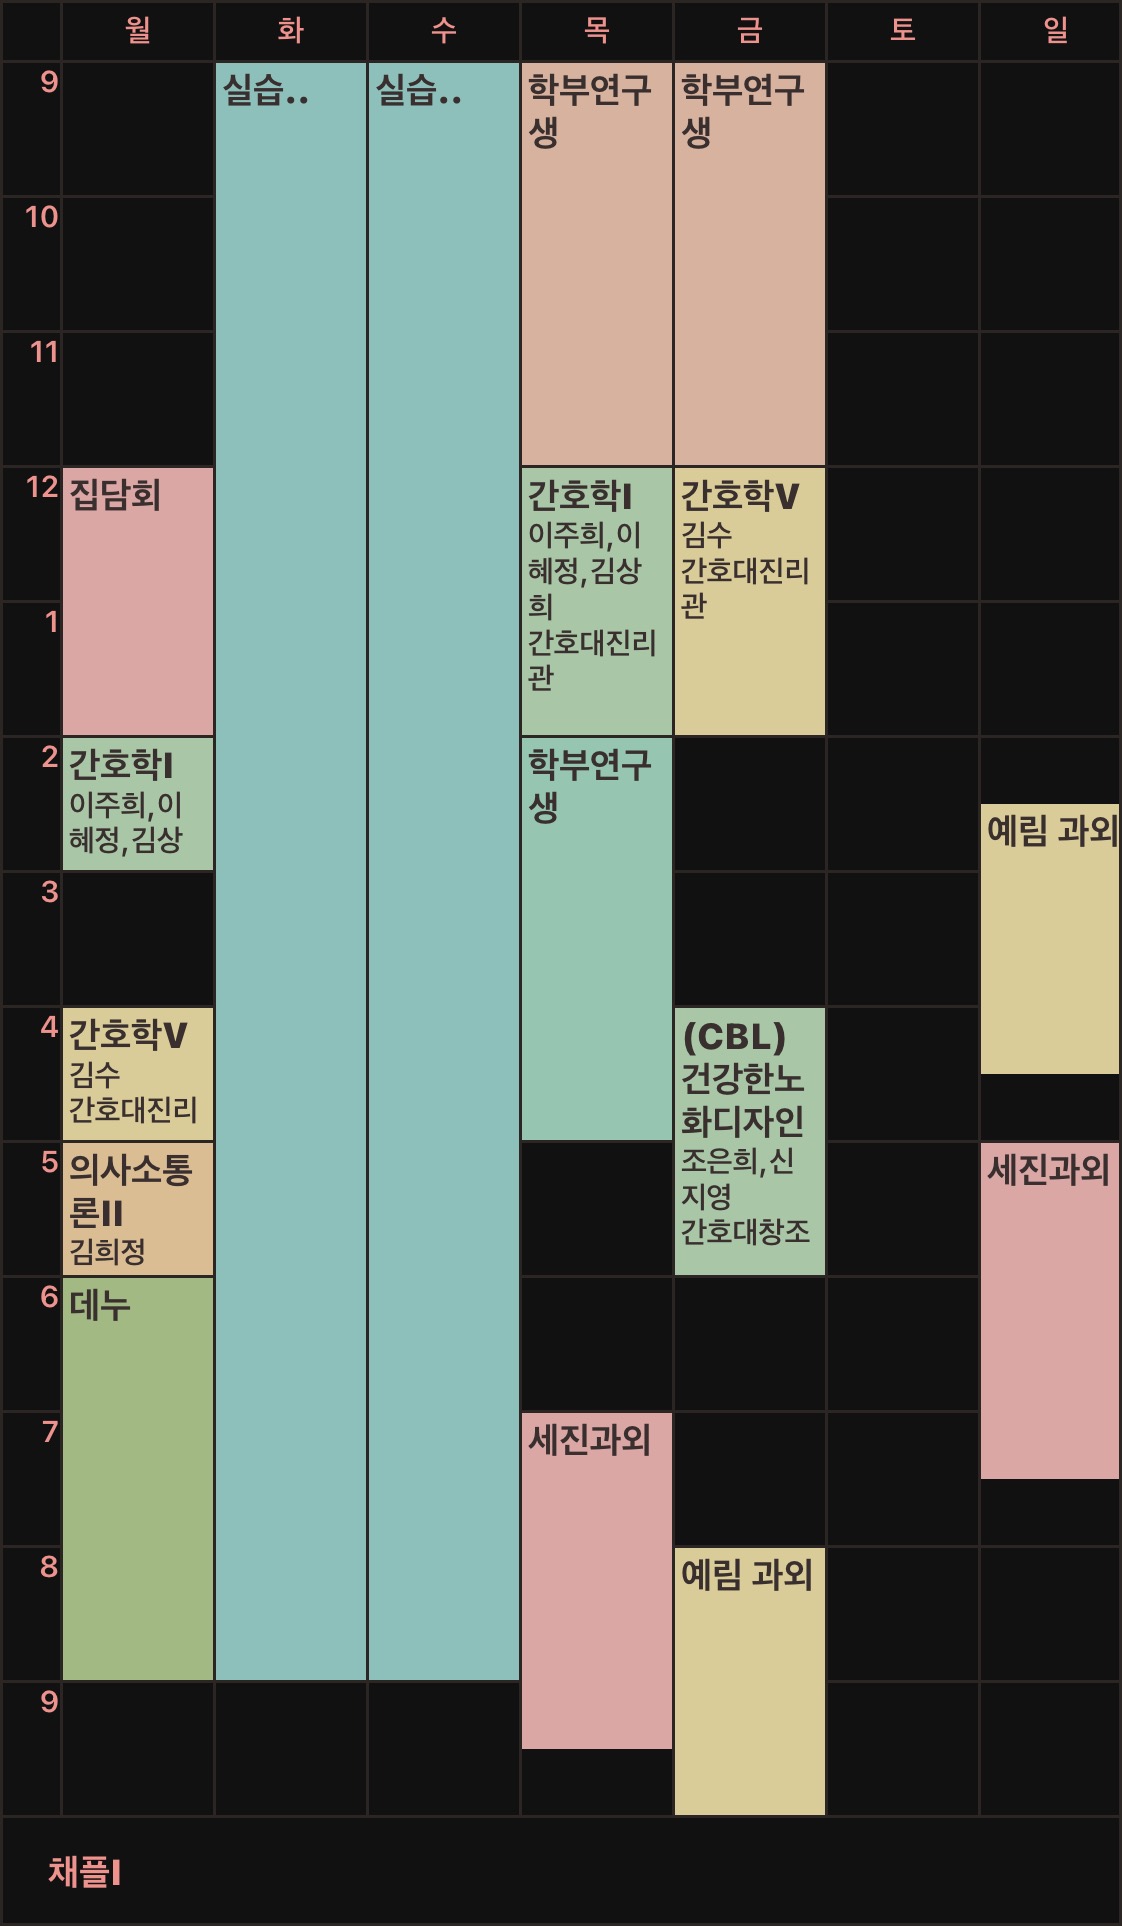 월 화 수 목 금 토 일
9
10
11
12
1
2
3
4
5
6
7
8
9
집담회
간호학I
이주희,이
혜정,김상
간호학V
김수
간호대진리
의사소통
론II
김희정
데누
실습..
실습..
학부연구
생
간호학I
이주희,이
혜정,김상
희
간호대진리
관
학부연구
생
세진과외
학부연구
생
간호학V
김수
간호대진리
관
(CBL)
건강한노
화디자인
조은희,신
지영
간호대창조
예림 과외
예림 과외
세진과외
채플I